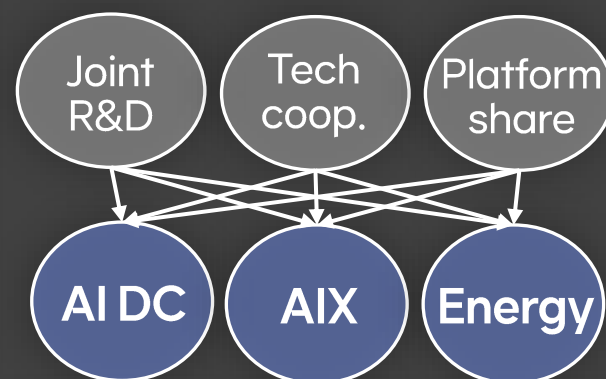 Joint
R&D
Tech
coop.
Platform
share
AI DC
AIX
Energy